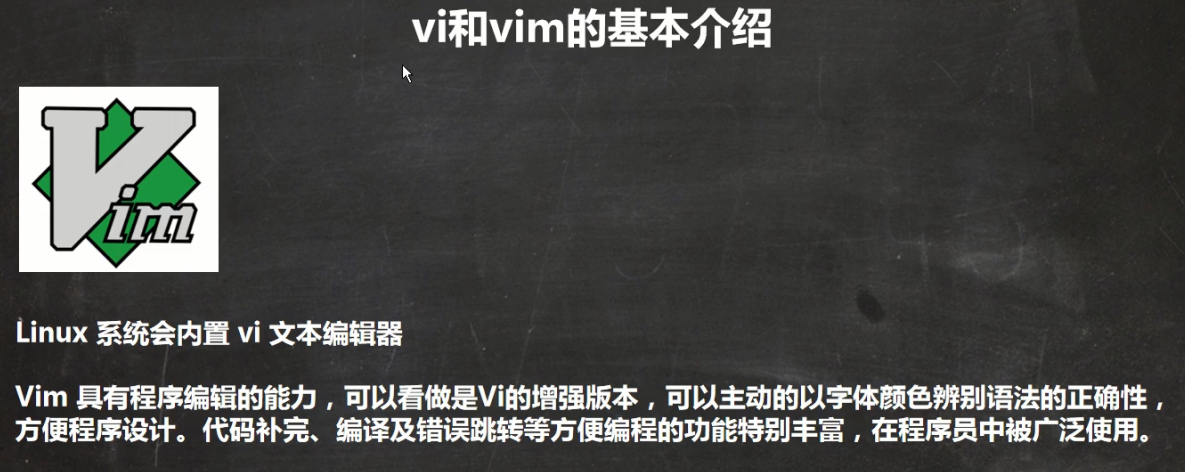 vi和vim的基本介绍
Vim
Linux 系统会内置 vi 文本编辑器
Vim 具有程序编辑的能力，可以看做是Vi的增强版本，可以主动的以字体颜色辨别语法的正确性，
方便程序设计。代码补完、编译及错误跳转等方便编程的功能特别丰富，在程序员中被广泛使用。